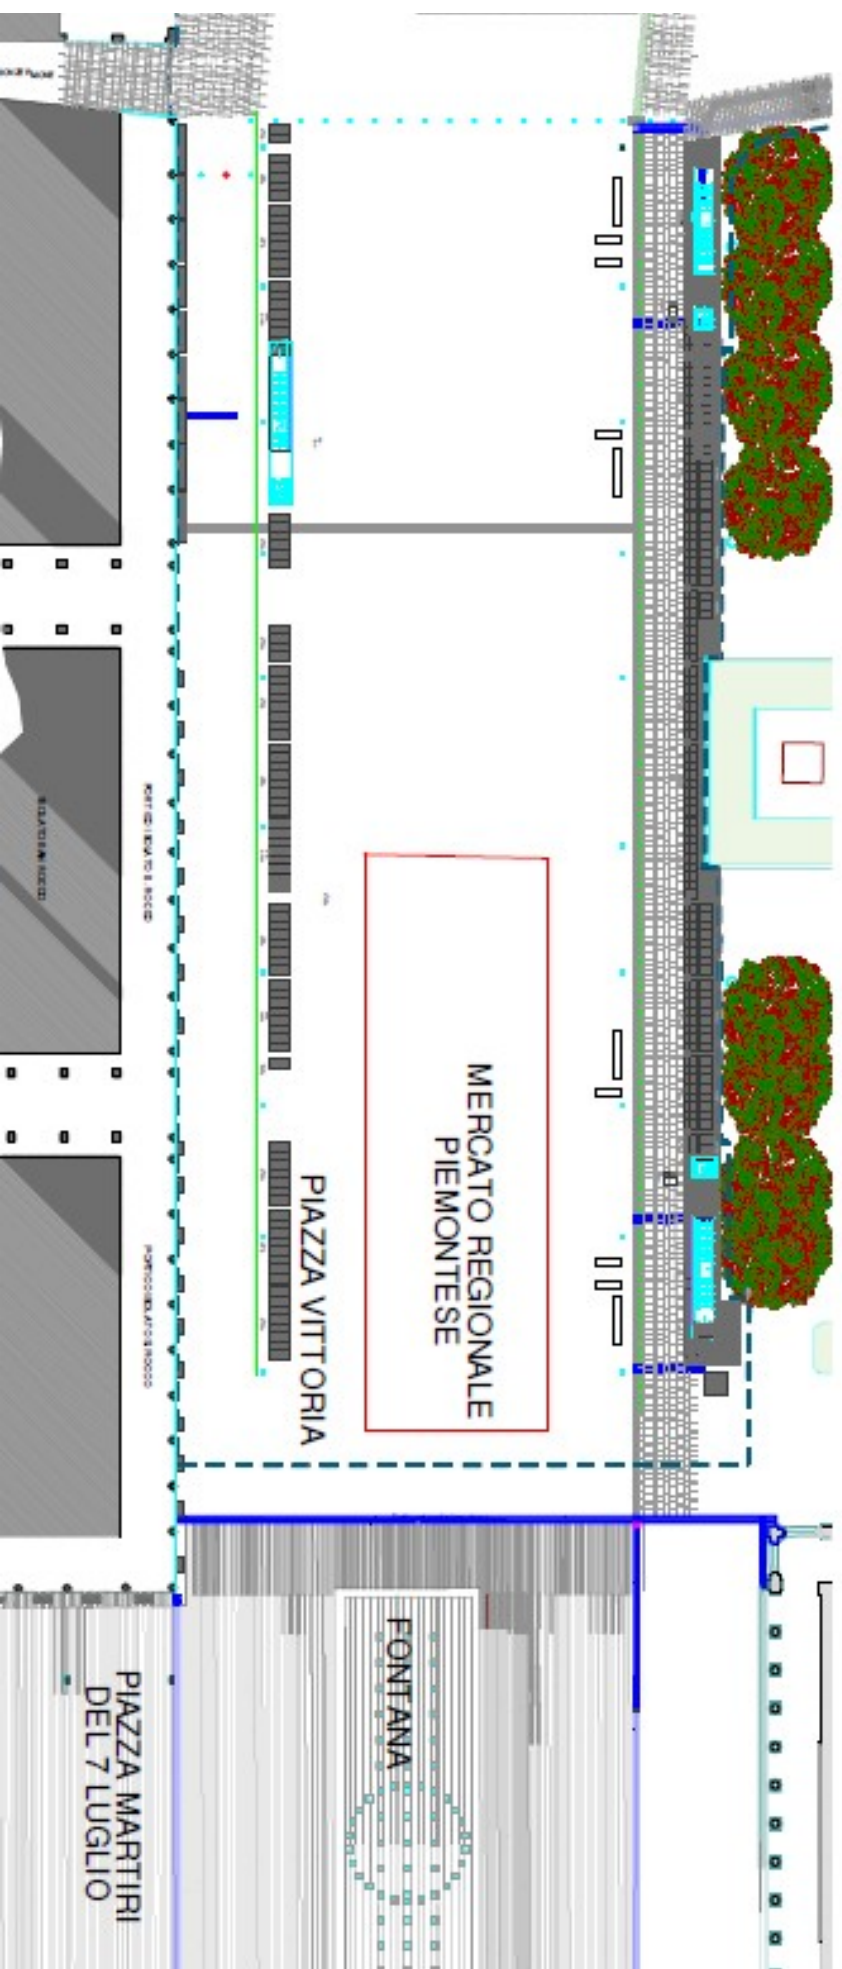 MERCATO REGIONALE
PIEMONTESE
PIAZZA VITTORIA
FONTANA
PIAZZA MARTIRI
DEL 7 LUGLIO